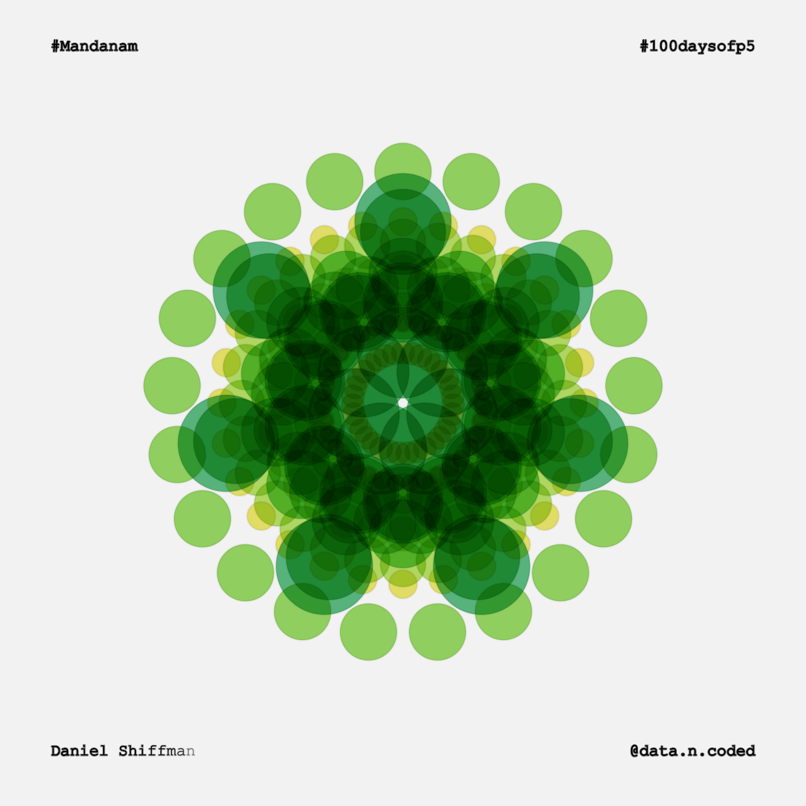 #Mandanam
#100daysofp5
Daniel Shiffman
@data.n.coded